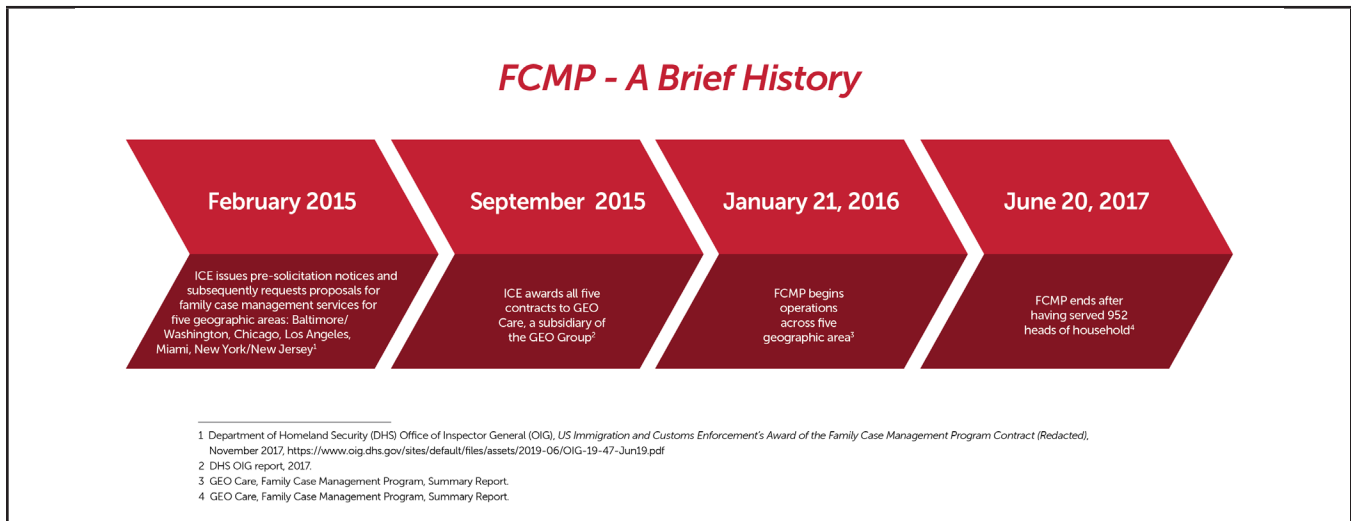 FCMP - A Brief History
February 2015
ICE issues pre-solicitation notices and
subsequently requests proposals for
family case management services for
five geographic areas: Baltimore/
Washington, Chicago, Los Angeles,
Miami, New York/New Jersey1
September 2015
ICE awards all five
contracts to GEO
Care, a subsidiary of
the GEO Group2
January 21, 2016
FCMP begins
operations
across five
geographic area3
June 20, 2017
FCMP ends after
having served 952
heads of household4
1 Department of Homeland Security (DHS) Office of Inspector General (OIG), US Immigration and Customs Enforcement's Award of the Family Case Management Program Contract (Redacted),
November 2017, https://www.oig.dhs.gov/sites/default/files/assets/2019-06/OIG-19-47-Jun19.pdf
2 DHS OIG report, 2017.
3 GEO Care, Family Case Management Program, Summary Report.
4 GEO Care, Family Case Management Program, Summary Report.